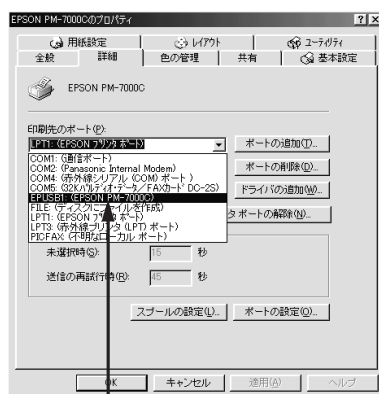 EPSON PM-7000Cのプロパティ
用紙設定
レイアウト
ユーティリティ
全般
詳細
色の管理
共有
基本設定
EPSON PM-7000C
印刷先のポート(P):
LPT1: (EPSON プリンタ ポート)
ポートの追加(T)...
COM1: (通信ポート)
COM2: (Panasonic Internal Modem)
COM4: (赤外線シリアル (COM) ポート )
ポートの削除(D)...
COM5: (32Kパルディオ・データ/FAXカード DC-2S)
EPUSB1: (EPSON PM-7000C)
ドライバの追加(W)...
FILE: (ディスクにファイルを作成)
LPT1: (EPSON プリンタ ポート)
LPT3: (赤外線プリンタ (LPT) ポート)
タ ポートの解除(N)...
PICFAX: (不明なローカル ポート)
未選択時(S):
15
秒
送信の再試行時(R):
45
秒
スプールの設定(L)...
ポートの設定(O)...
OK
キャンセル
適用(A)
ヘルプ